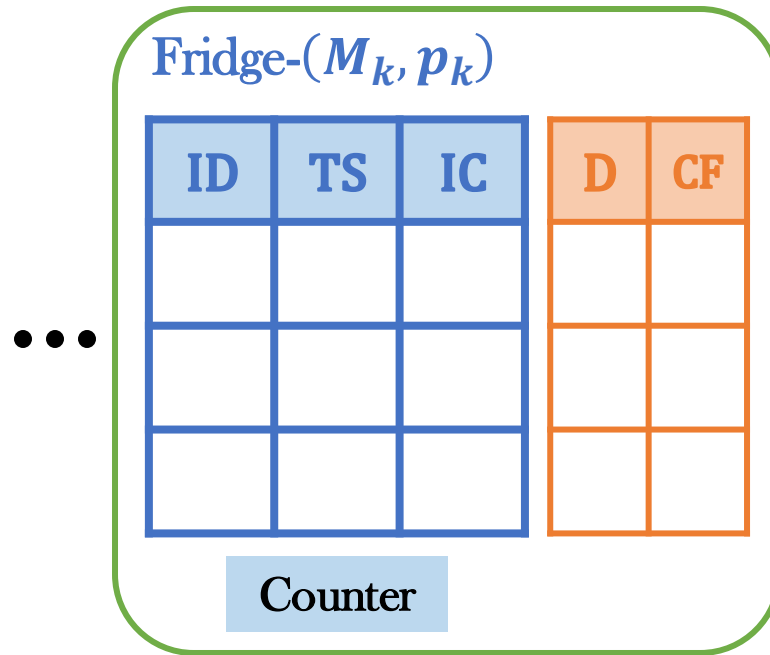 Fridge-(Mₖ, pₖ)
ID TS IC D CF
Counter